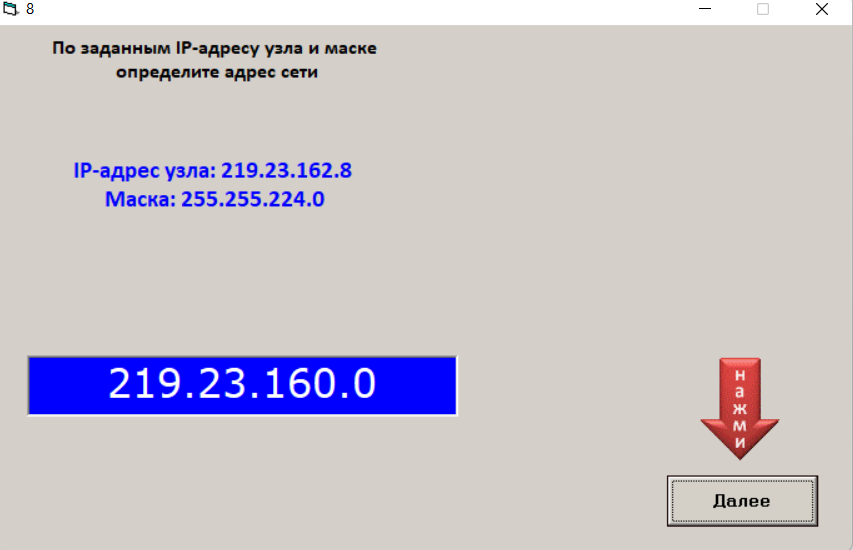 8
По заданным IP-адресу узла и маске
определите адрес сети
IP-адрес узла: 219.23.162.8
Маска: 255.255.224.0
219.23.160.0
нажми
Далее